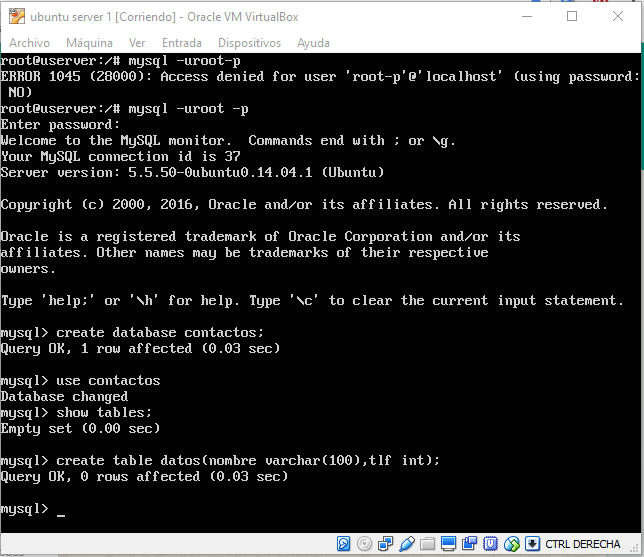 ubuntu server 1 [Corriendo] - Oracle VM VirtualBox
Archivo Máquina Ver Entrada Dispositivos Ayuda
root@userver:/# mysql -uroot-p
ERROR 1045 (28000): Access denied for user 'root-p'@'localhost' (using password:
NO)
root@userver:/# mysql -uroot -p
Enter password:
Welcome to the MySQL monitor.  Commands end with ; or \g.
Your MySQL connection id is 37
Server version: 5.5.50-0ubuntu0.14.04.1 (Ubuntu)
Copyright (c) 2000, 2016, Oracle and/or its affiliates. All rights reserved.
Oracle is a registered trademark of Oracle Corporation and/or its
affiliates. Other names may be trademarks of their respective
owners.
Type 'help;' or '\h' for help. Type '\c' to clear the current input statement.
mysql> create database contactos;
Query OK, 1 row affected (0.03 sec)
mysql> use contactos
Database changed
mysql> show tables;
Empty set (0.00 sec)
mysql> create table datos(nombre varchar(100),tlf int);
Query OK, 0 rows affected (0.03 sec)
mysql> _
CTRL DERECHA